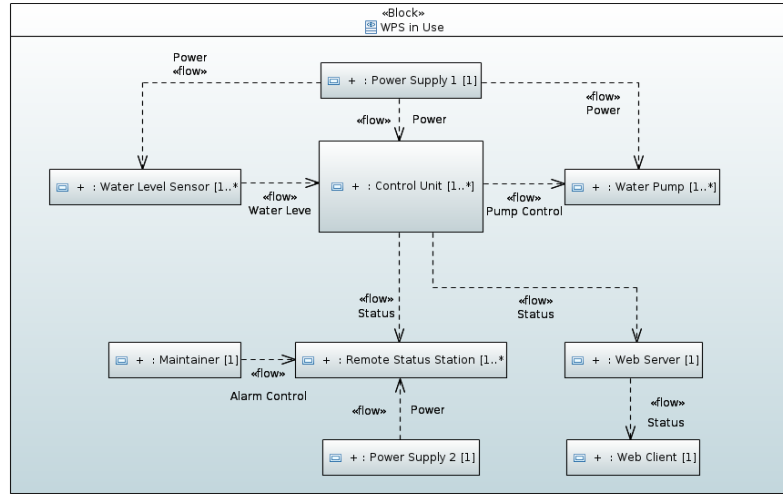 «Block»
WPS in Use
Power
«flow»
+ : Power Supply 1 [1]
«flow»
Power
«flow»
Power
+ : Water Level Sensor [1..*
«flow»
Water Leve
+ : Control Unit [1..*]
«flow»
Pump Control
+ : Water Pump [1..*]
«flow»
Status
«flow»
Status
+ : Maintainer [1]
«flow»
Alarm Control
+ : Remote Status Station [1..*
+ : Web Server [1]
«flow»
Power
«flow»
Status
+ : Power Supply 2 [1]
+ : Web Client [1]